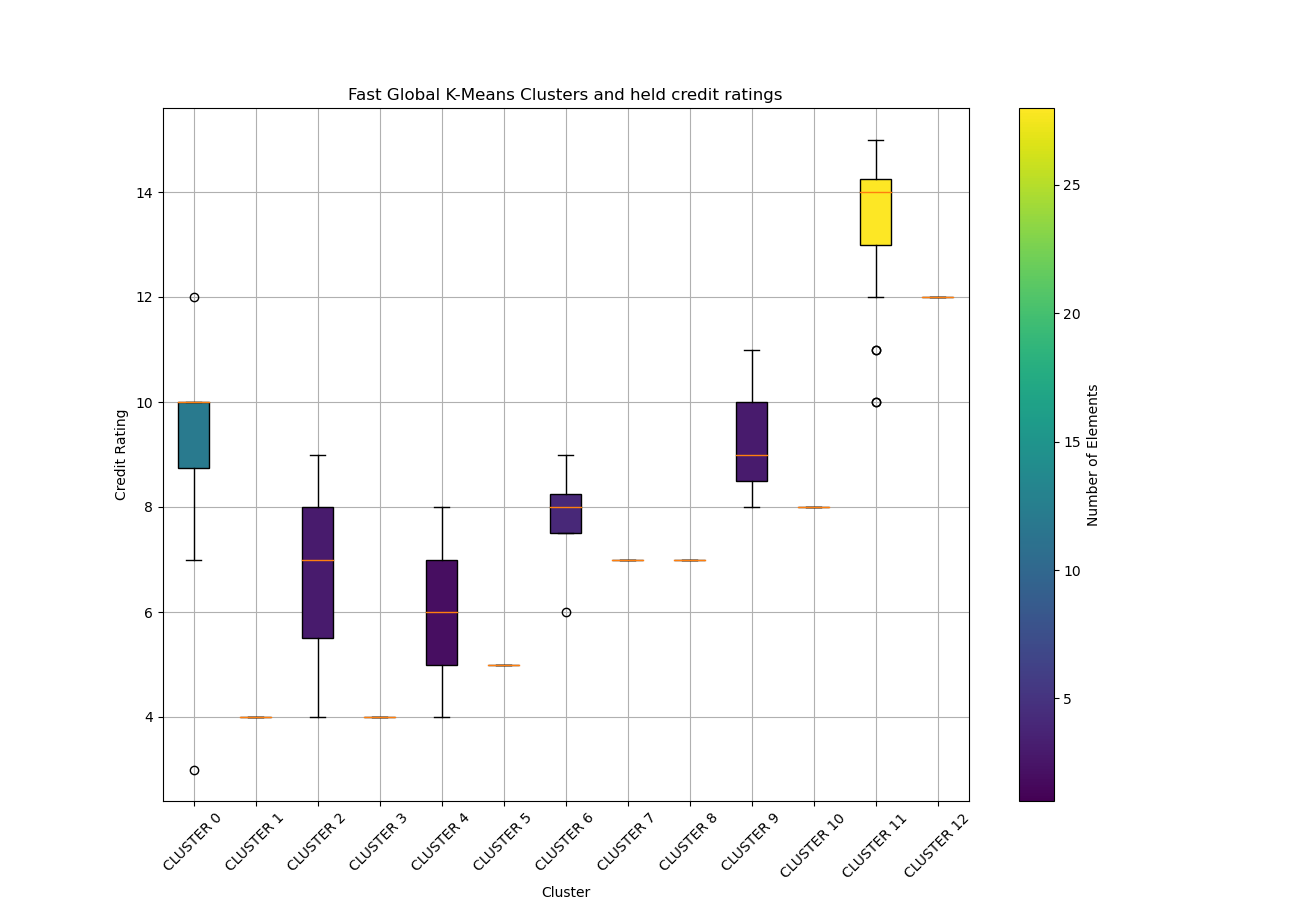 Fast Global K-Means Clusters and held credit ratings
Credit Rating
14
12
10
8
6
4
CLUSTER 0
CLUSTER 1
CLUSTER 2
CLUSTER 3
CLUSTER 4
CLUSTER 5
CLUSTER 6
CLUSTER 7
CLUSTER 8
CLUSTER 9
CLUSTER 10
CLUSTER 11
CLUSTER 12
Cluster
25
20
15
10
5
Number of Elements